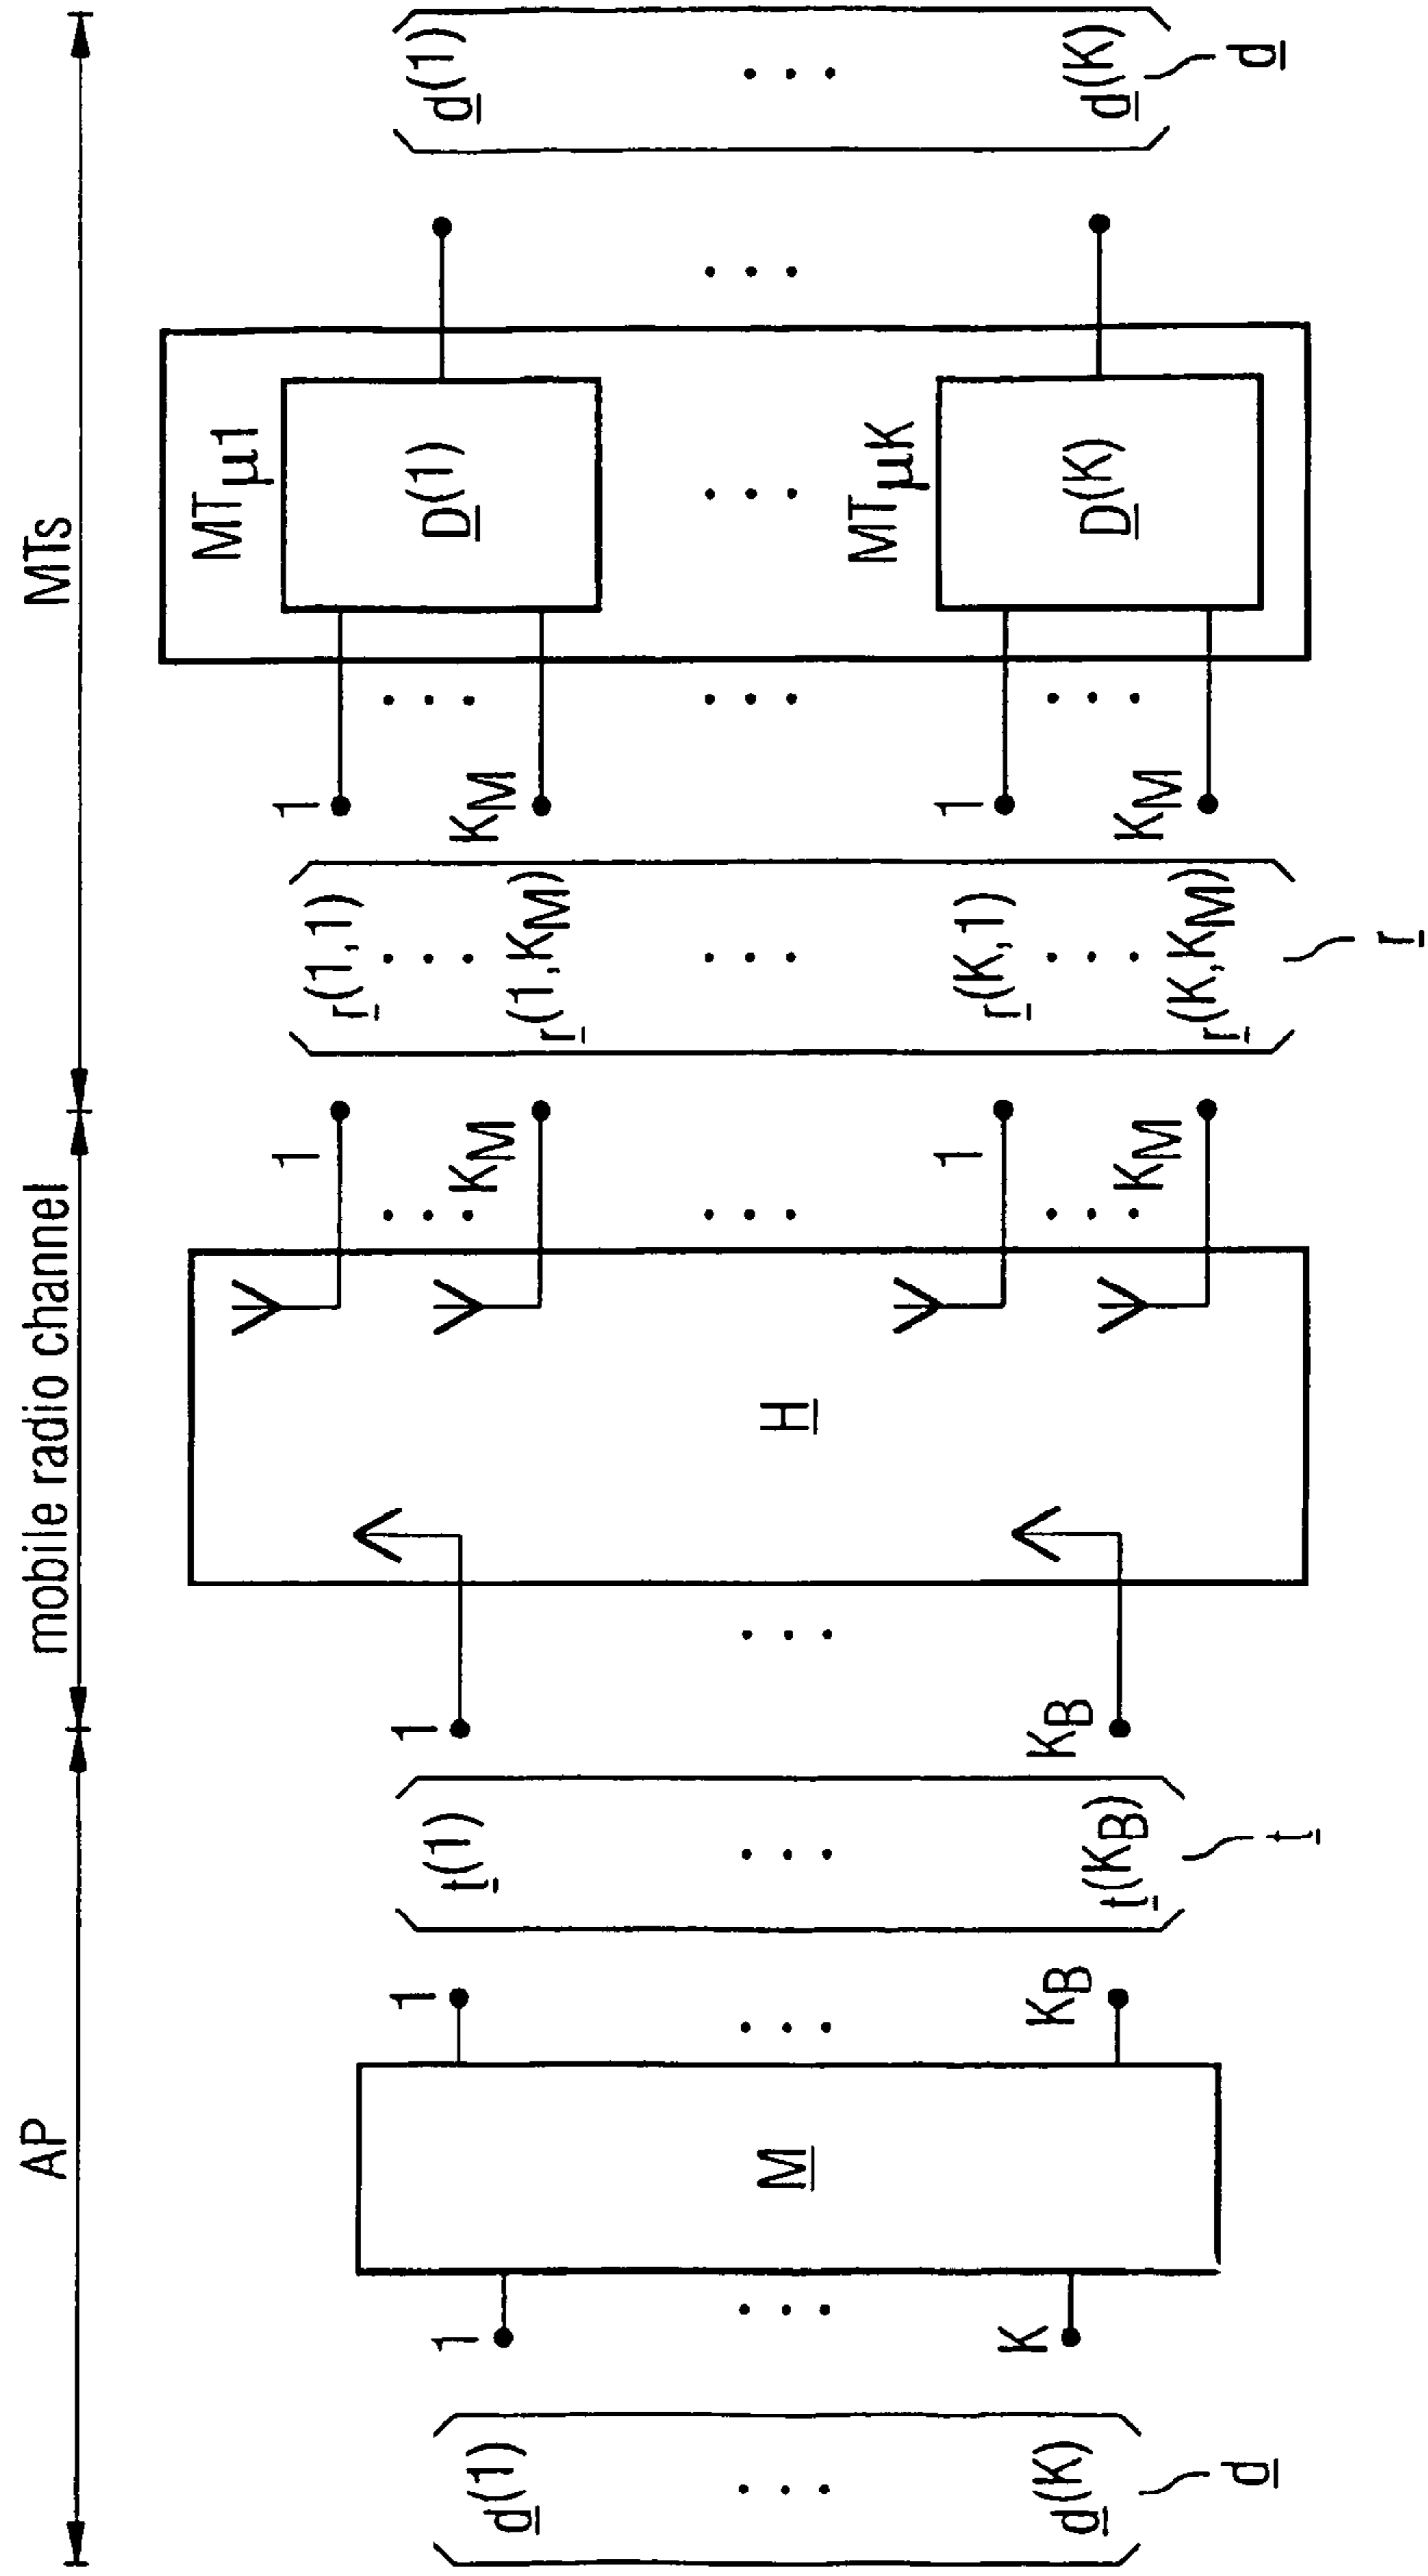 AP mobile radio channel MTs
d(1)
...
d(K)
d
1
...
K
M
1
...
K_B
t(1)
...
t(K_B)
t
1
...
K_B
H
1
...
K_M
...
1
...
K_M
r(1,1)
...
r(1,K_M)
...
r(K,1)
...
r(K,K_M)
r
1
...
K_M
...
1
...
K_M
MT_μ1
D(1)
...
MT_μK
D(K)
...
d(1)
...
d(K)
d